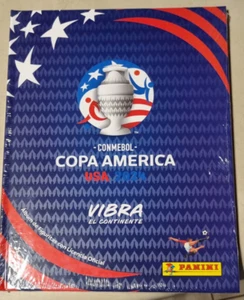 CONMEBOL
COPA AMERICA
USA 2024
VIBRA
EL CONTINENTE
PANINI